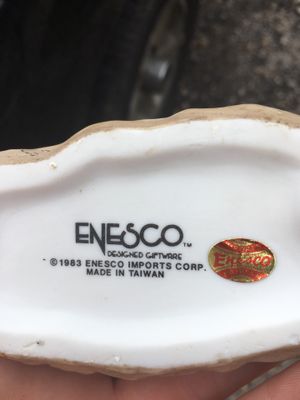 ENESCO™
DESIGNED GIFTWARE
©1983 ENESCO IMPORTS CORP.
MADE IN TAIWAN
Enesco